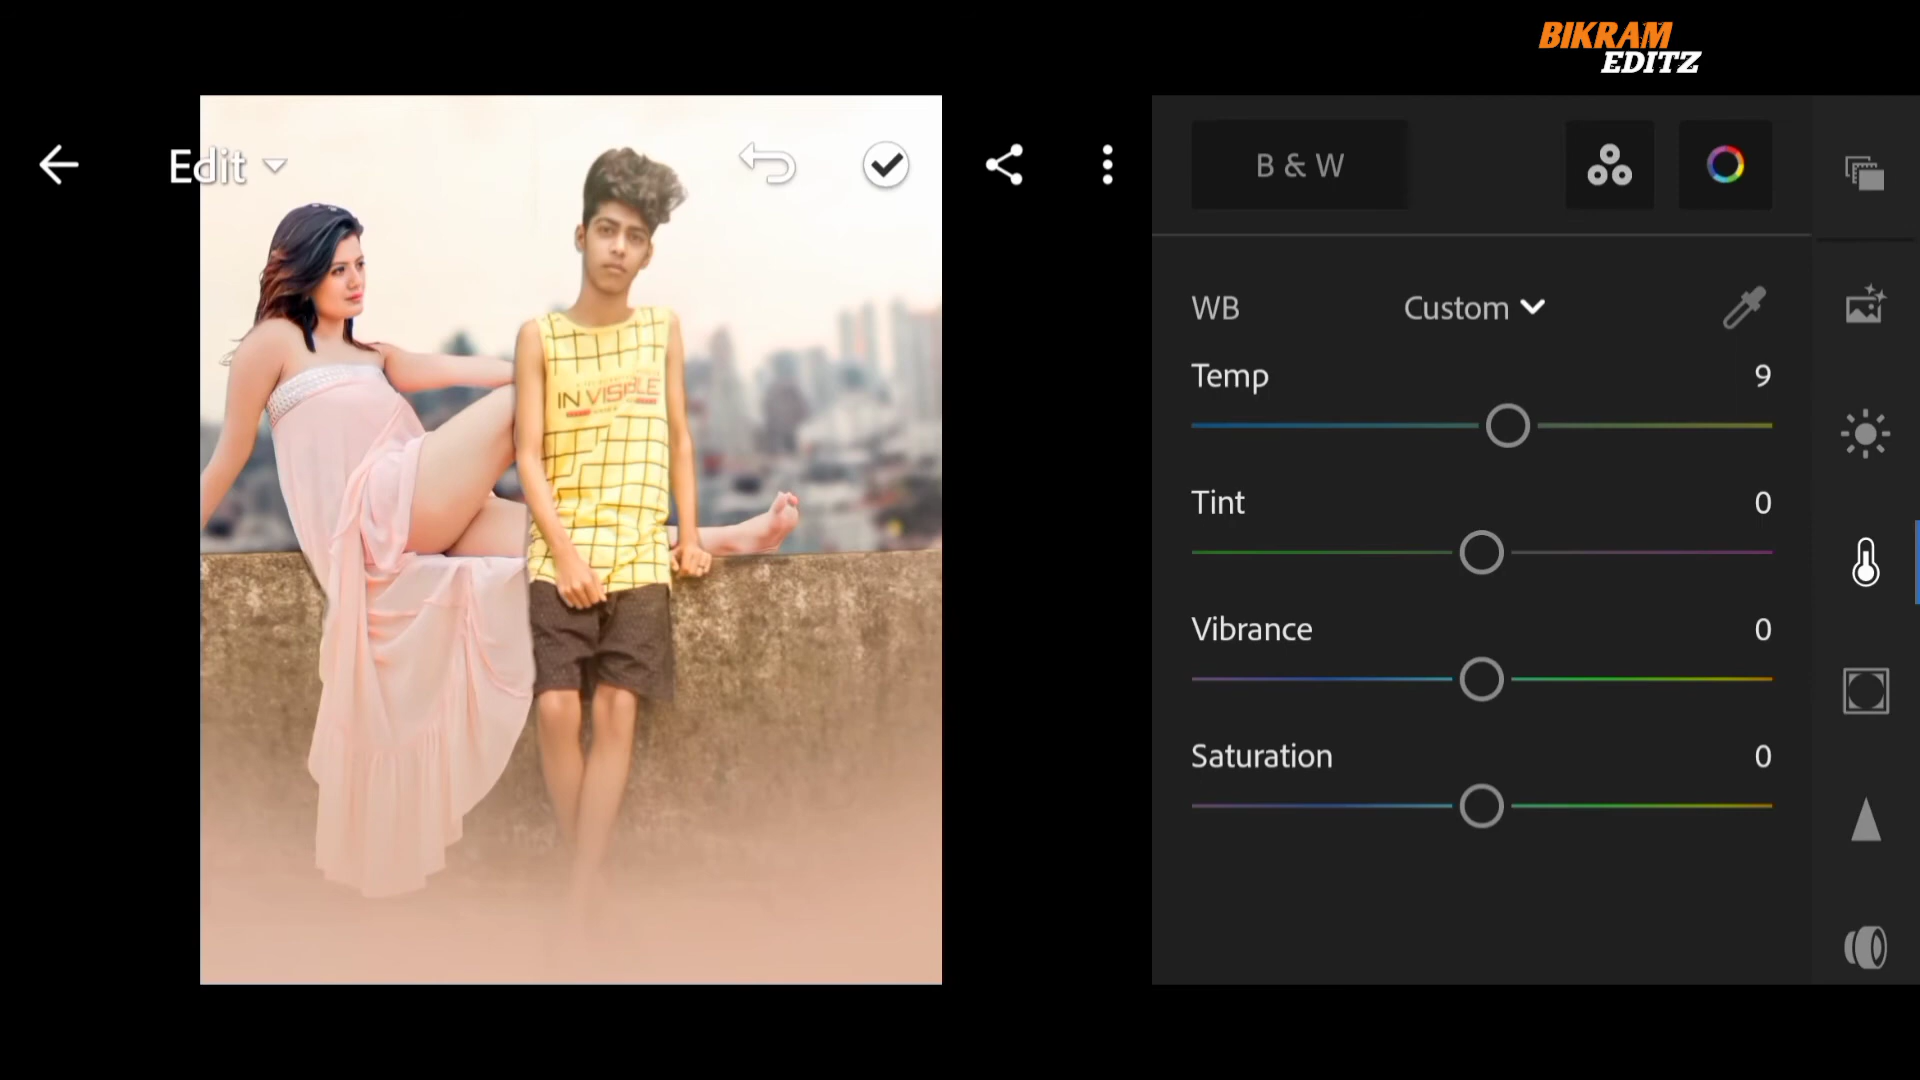 BIKRAM
EDITZ
Edit
B & W
WB
Custom
Temp
9
Tint
0
Vibrance
0
Saturation
0
INVISIBLE